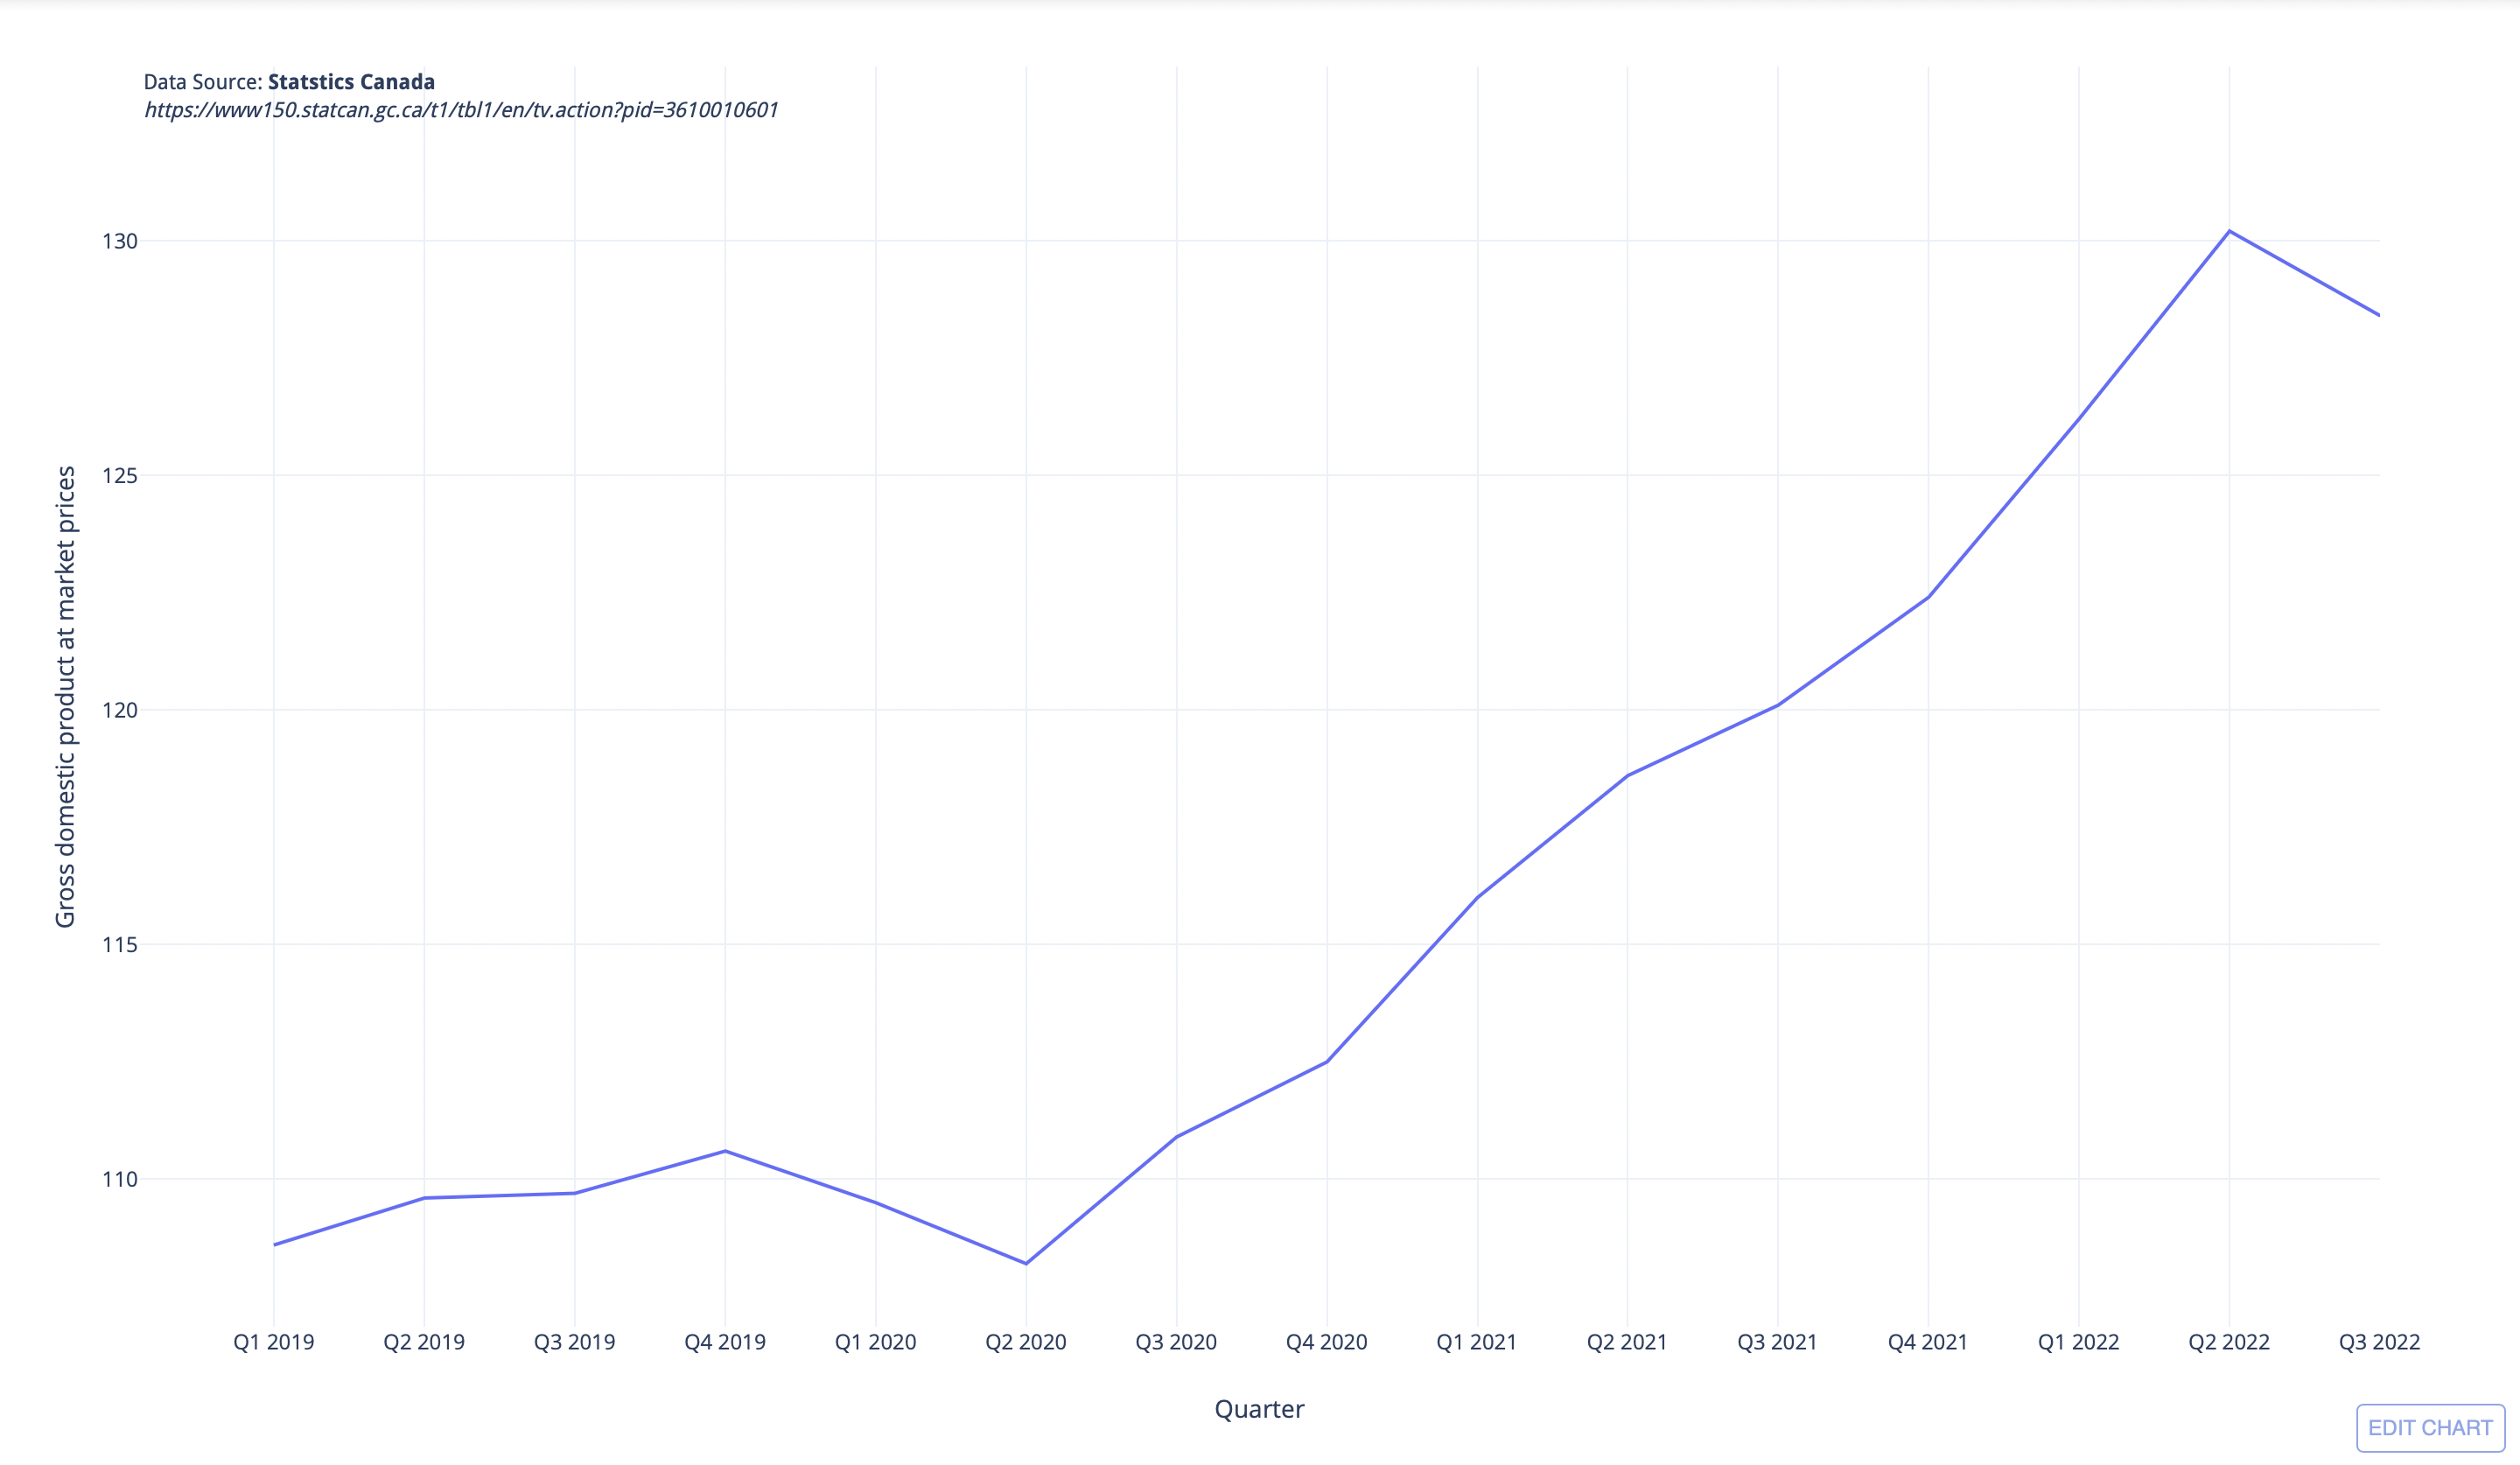 Data Source: Statstics Canada
https://www150.statcan.gc.ca/t1/tbl1/en/tv.action?pid=3610010601
130
125
120
115
110
Gross domestic product at market prices
Q1 2019 Q2 2019 Q3 2019 Q4 2019 Q1 2020 Q2 2020 Q3 2020 Q4 2020 Q1 2021 Q2 2021 Q3 2021 Q4 2021 Q1 2022 Q2 2022 Q3 2022
Quarter
EDIT CHART